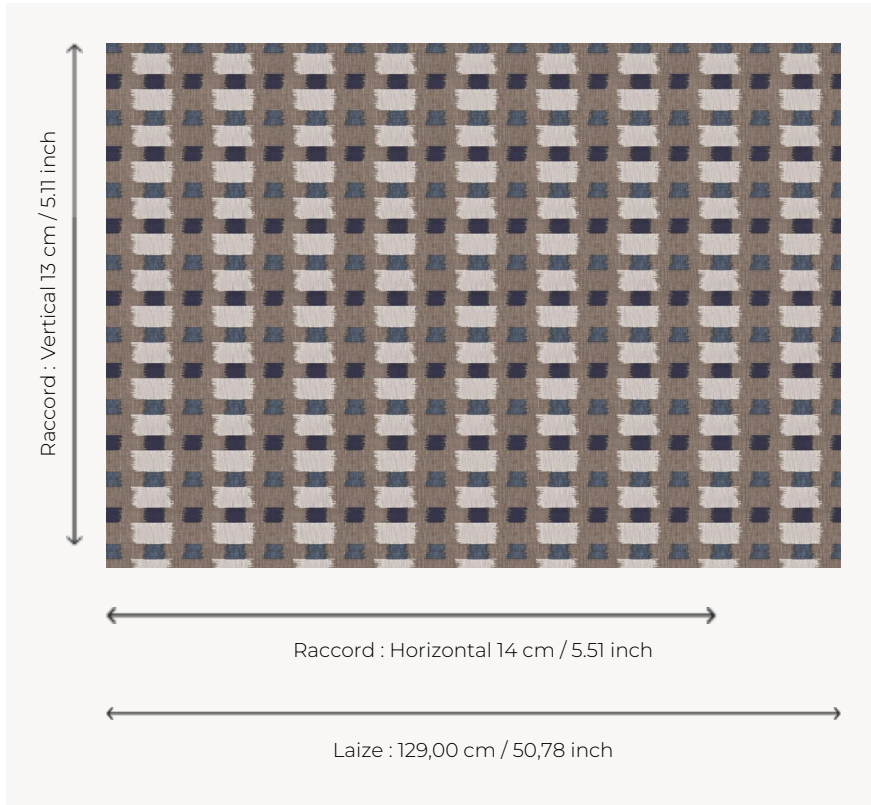 Raccord : Vertical 13 cm / 5.11 inch
Raccord : Horizontal 14 cm / 5.51 inch
Laize : 129,00 cm / 50,78 inch